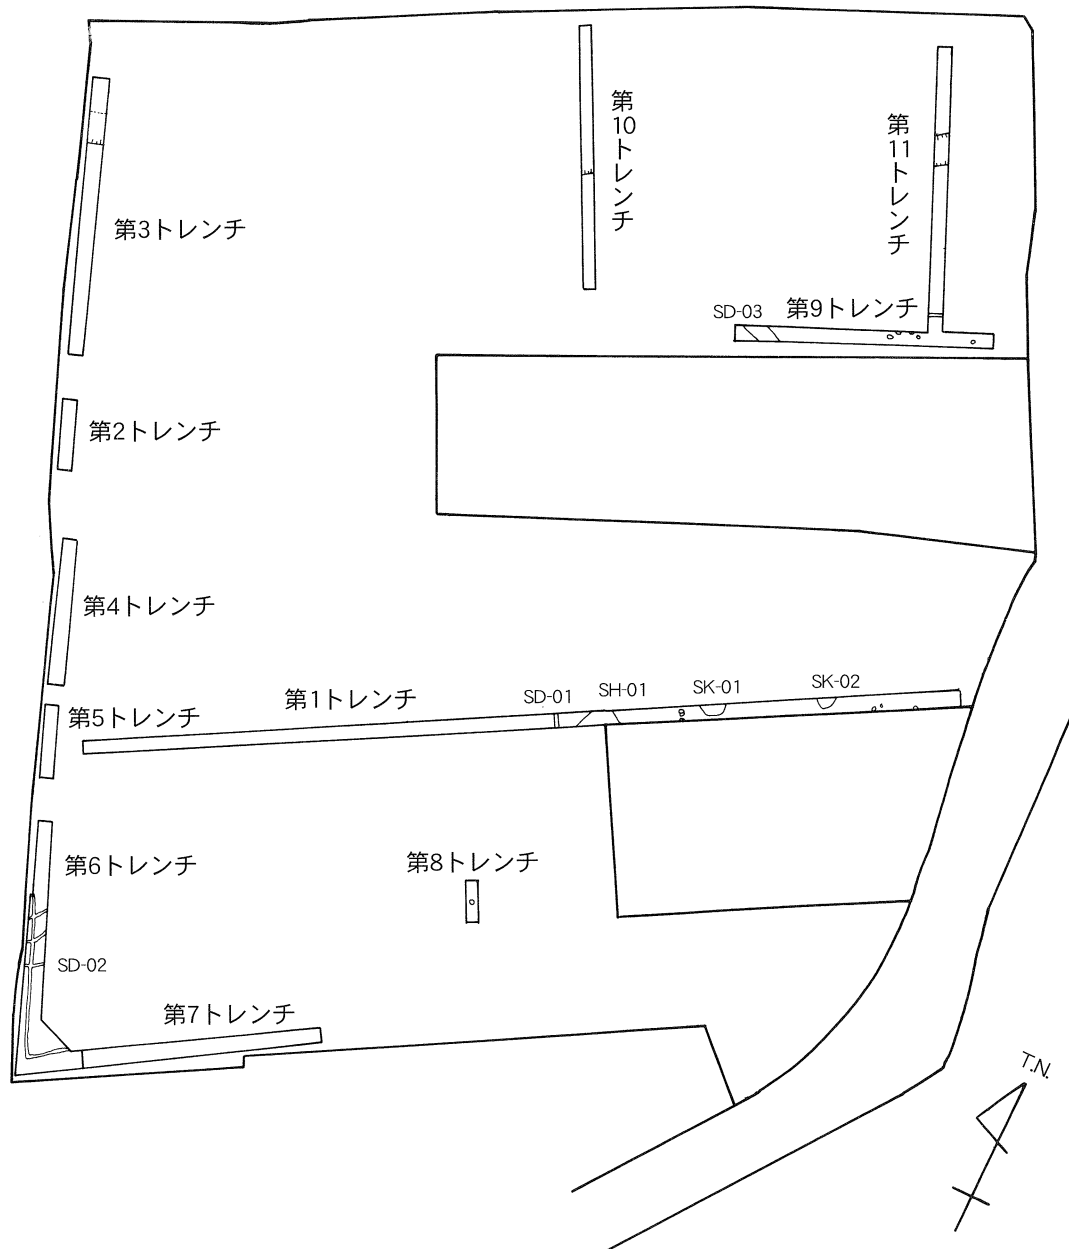 第10トレンチ
第11トレンチ
第3トレンチ
SD-03
第9トレンチ
第2トレンチ
第4トレンチ
第1トレンチ
SD-01
SH-01
SK-01
SK-02
第5トレンチ
第6トレンチ
第8トレンチ
SD-02
第7トレンチ
T.N.